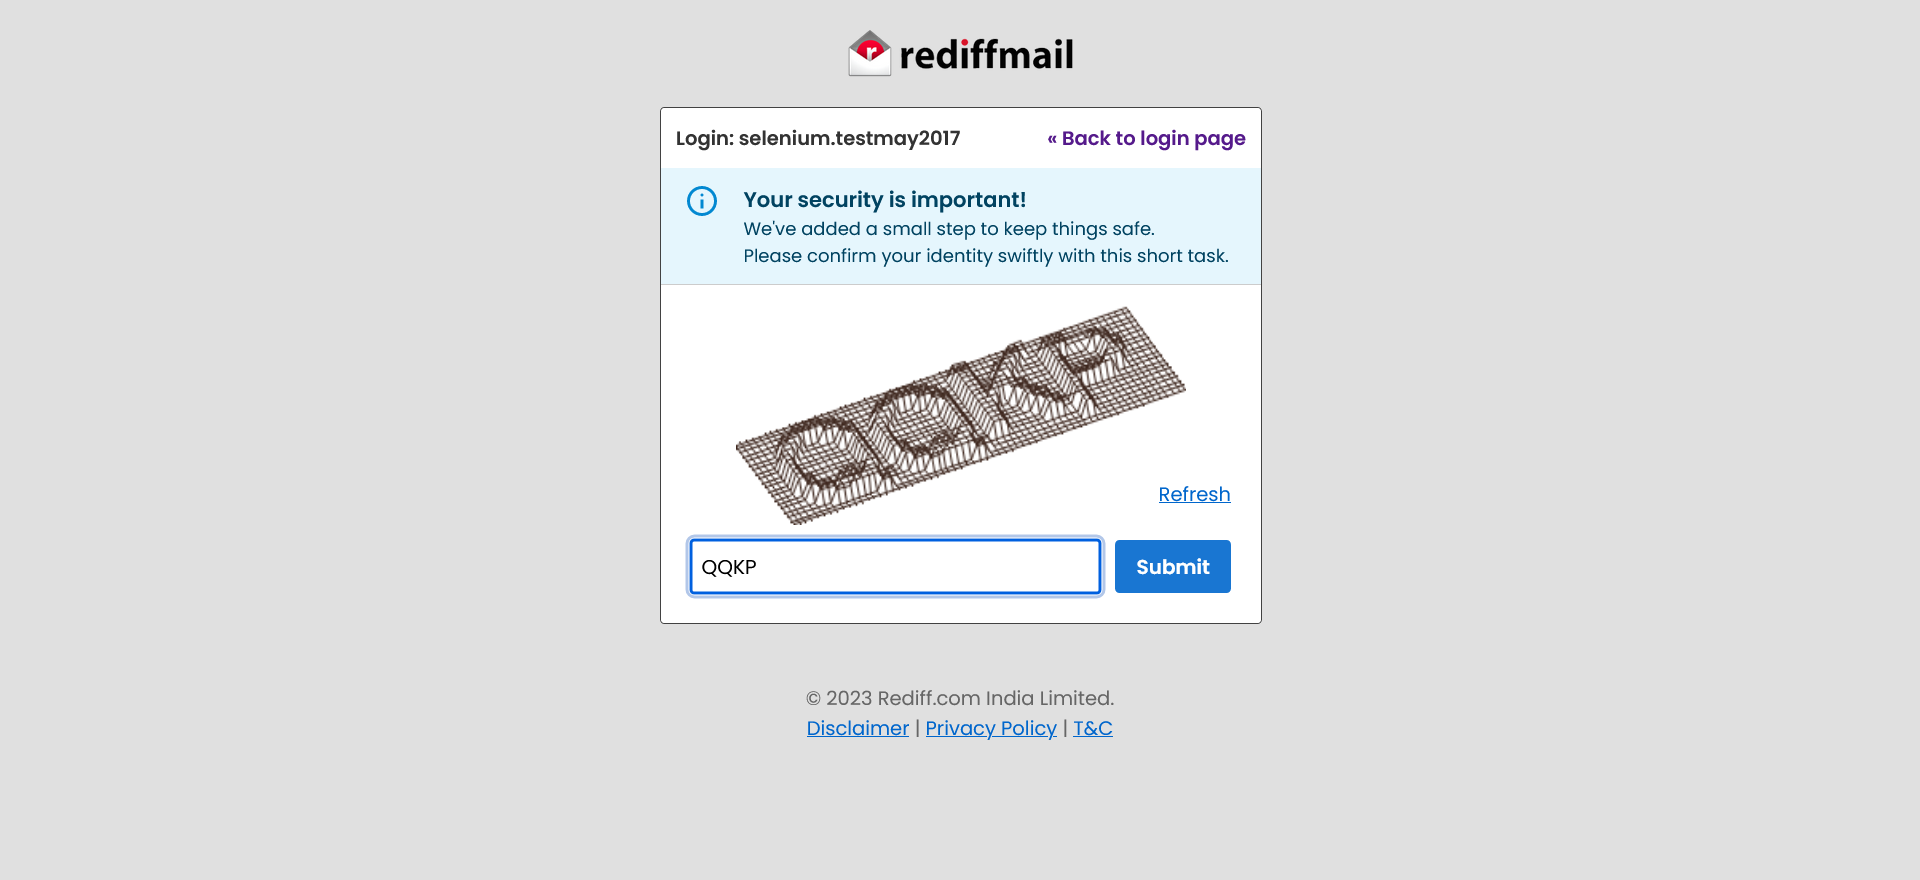 rediffmail
Login: selenium.testmay2017
« Back to login page
Your security is important!
We've added a small step to keep things safe.
Please confirm your identity swiftly with this short task.
QQKP
Refresh
QQKP
Submit
© 2023 Rediff.com India Limited.
Disclaimer | Privacy Policy | T&C